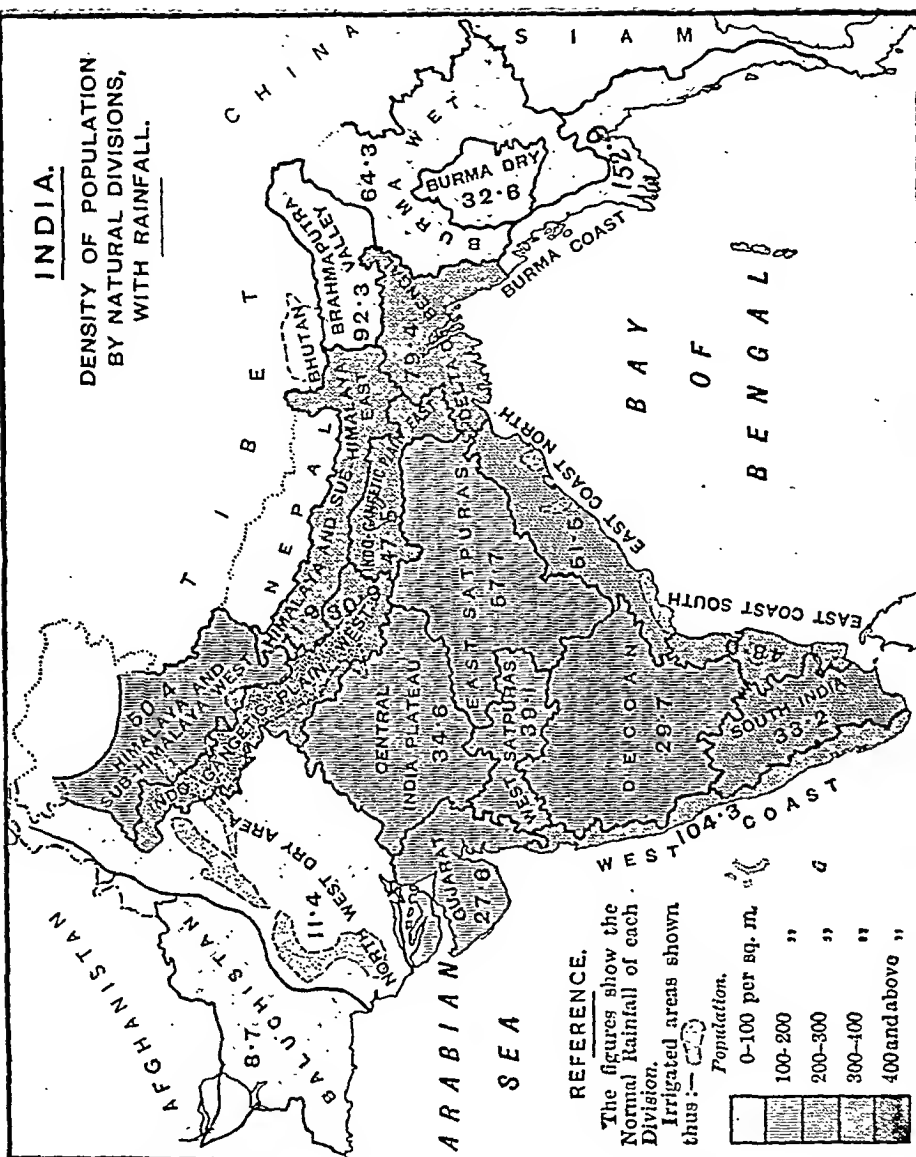 INDIA.
DENSITY OF POPULATION
BY NATURAL DIVISIONS,
WITH RAINFALL.
AFGHANISTAN
BALUCHISTAN
8·7
TIBET
CHINA
SIAM
NEPAL
BHUTAN
HIMALAYA AND
SUB-HIMALAYA WEST
HIMALAYA AND SUB-HIMALAYA
EAST
71·9
INDO-GANGETIC PLAIN WEST
INDO-GANGETIC PLAIN EAST
47·5
BRAHMAPUTRA
VALLEY
92·3
DELTA OF BENGAL
79·4
BURMA WET
64·3
BURMA DRY
32·6
BURMA COAST
152·9
NORTH WEST DRY AREA
11·4
GUJARAT
27·8
CENTRAL
INDIA PLATEAU
34·6
EAST SATPURAS
57·7
WEST SATPURAS
39·1
DECCAN
29·7
EAST COAST NORTH
51·5
EAST COAST SOUTH
SOUTH INDIA
33·2
WEST COAST
104·3
ARABIAN
SEA
BAY
OF
BENGAL
REFERENCE.
The figures show the
Normal Rainfall of each
Division.
Irrigated areas shown
thus:—
Population.
0-100 per sq. m.
100-200 "
200-300 "
300-400 "
400 and above "